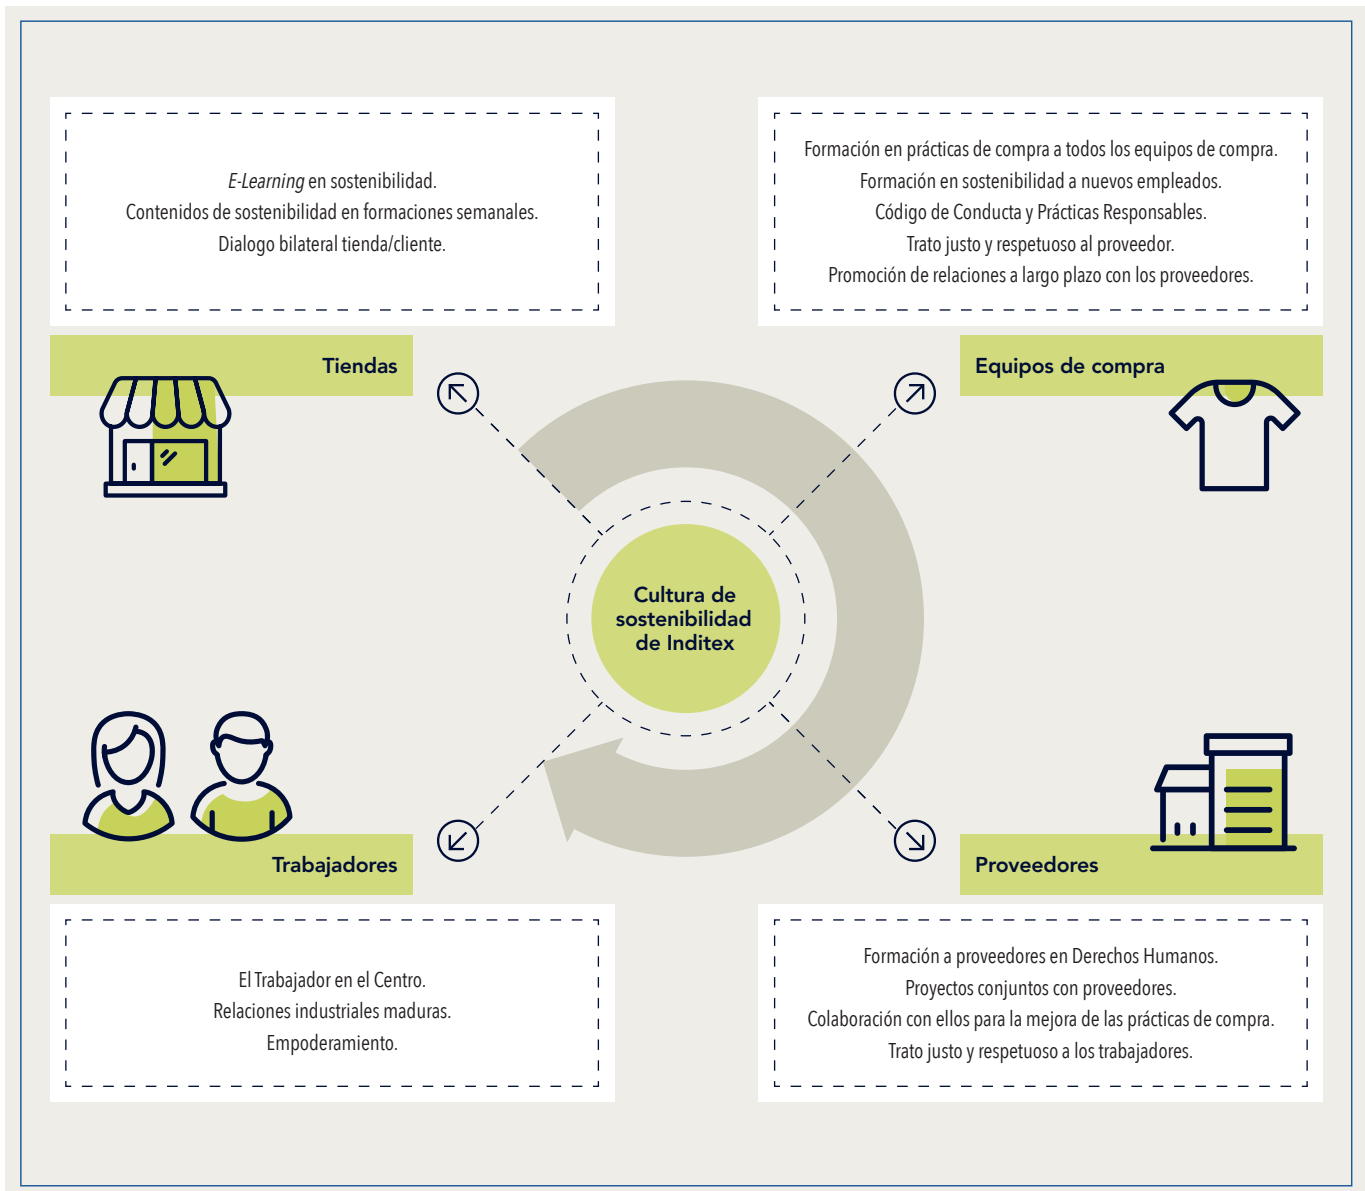 E-Learning en sostenibilidad.
Contenidos de sostenibilidad en formaciones semanales.
Dialogo bilateral tienda/cliente.
Tiendas
Formación en prácticas de compra a todos los equipos de compra.
Formación en sostenibilidad a nuevos empleados.
Código de Conducta y Prácticas Responsables.
Trato justo y respetuoso al proveedor.
Promoción de relaciones a largo plazo con los proveedores.
Equipos de compra
Cultura de
sostenibilidad
de Inditex
Trabajadores
El Trabajador en el Centro.
Relaciones industriales maduras.
Empoderamiento.
Proveedores
Formación a proveedores en Derechos Humanos.
Proyectos conjuntos con proveedores.
Colaboración con ellos para la mejora de las prácticas de compra.
Trato justo y respetuoso a los trabajadores.